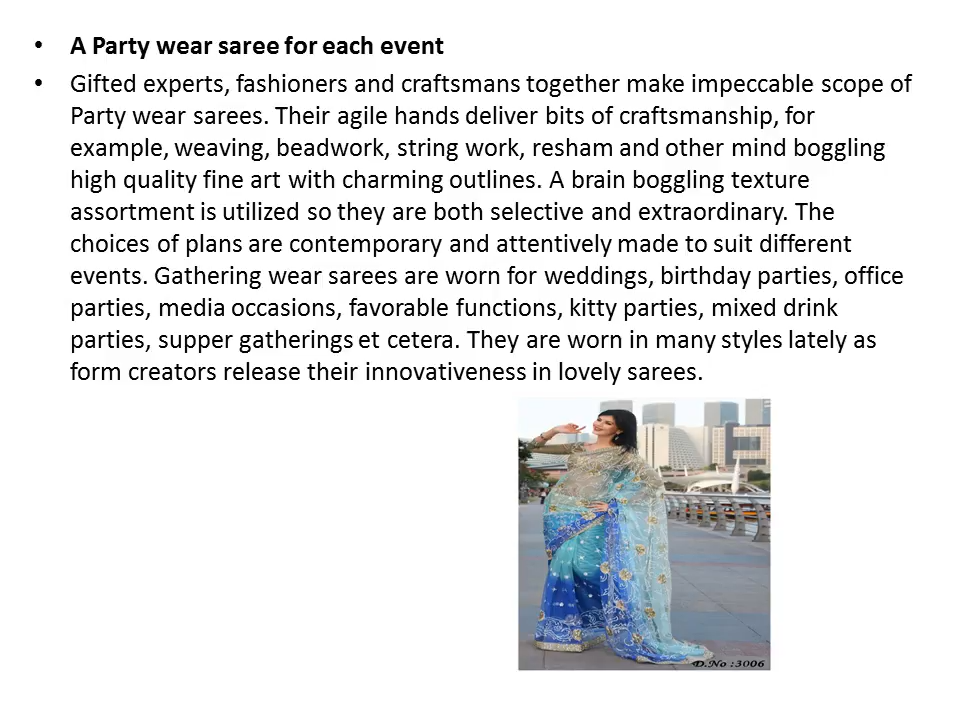 • A Party wear saree for each event
• Gifted experts, fashioners and craftsmans together make impeccable scope of
Party wear sarees. Their agile hands deliver bits of craftsmanship, for
example, weaving, beadwork, string work, resham and other mind boggling
high quality fine art with charming outlines. A brain boggling texture
assortment is utilized so they are both selective and extraordinary. The
choices of plans are contemporary and attentively made to suit different
events. Gathering wear sarees are worn for weddings, birthday parties, office
parties, media occasions, favorable functions, kitty parties, mixed drink
parties, supper gatherings et cetera. They are worn in many styles lately as
form creators release their innovativeness in lovely sarees.
D.No :3006